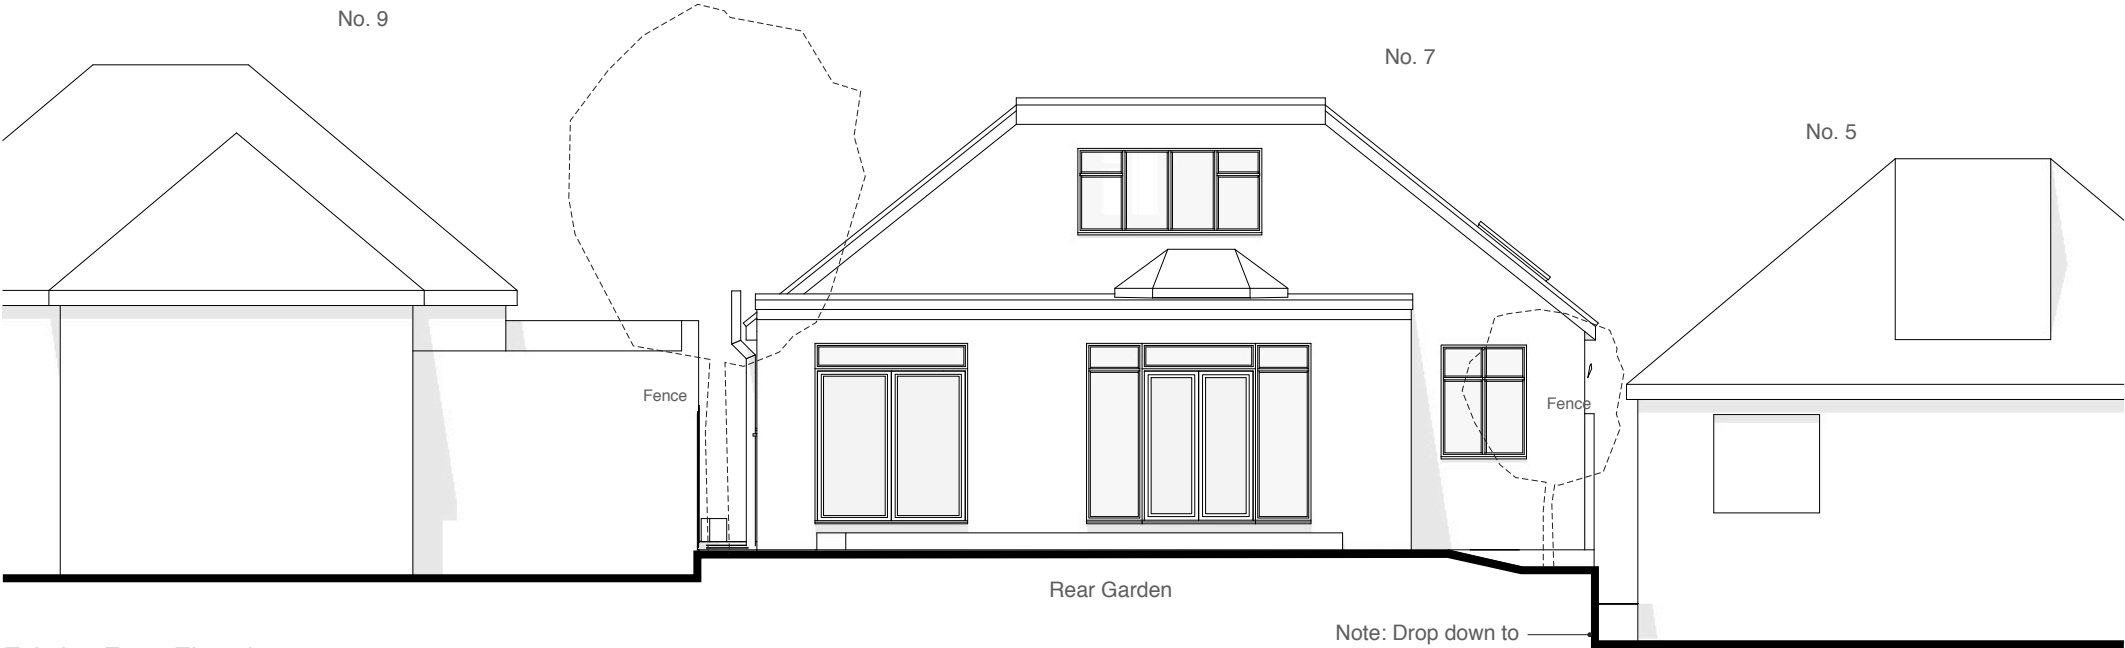 No. 9
No. 7
No. 5
Fence
Fence
Rear Garden
Note: Drop down to